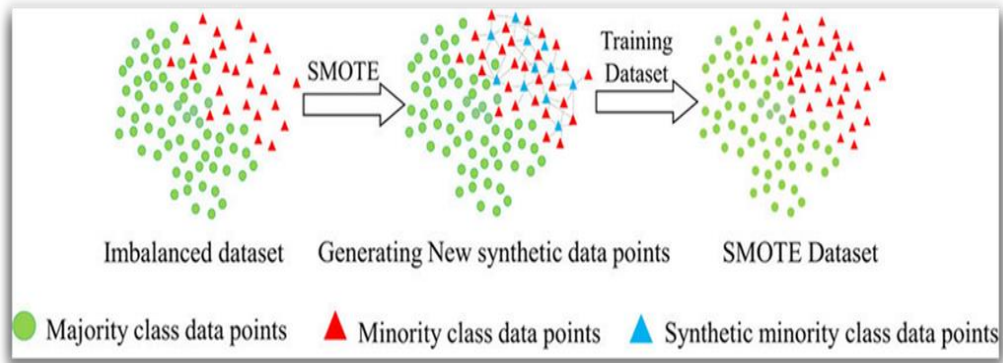 SMOTE
Training
Dataset
Imbalanced dataset
Generating New synthetic data points
SMOTE Dataset
Majority class data points
Minority class data points
Synthetic minority class data points